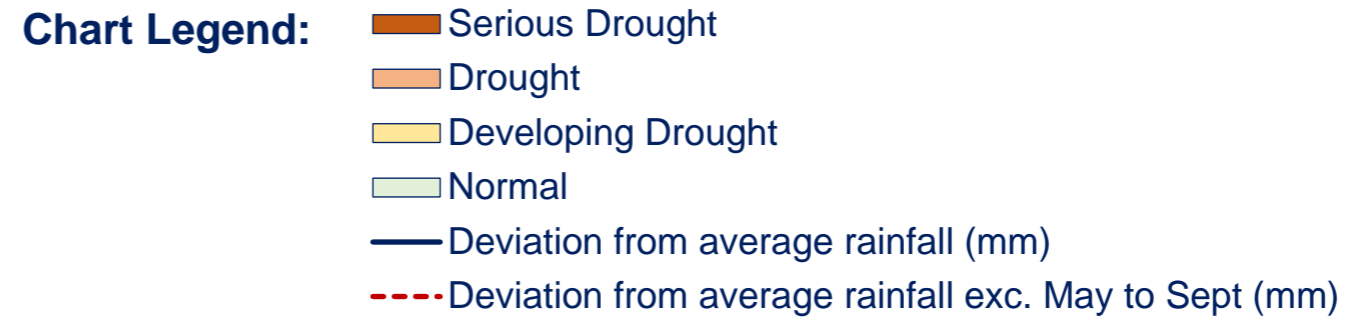 Chart Legend:
Serious Drought
Drought
Developing Drought
Normal
Deviation from average rainfall (mm)
Deviation from average rainfall exc. May to Sept (mm)